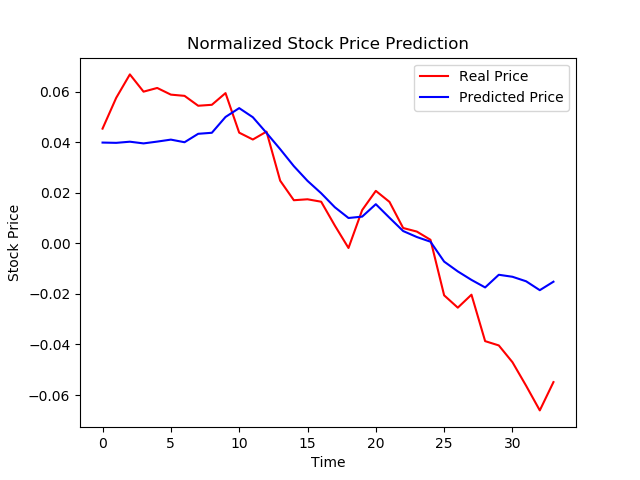 Normalized Stock Price Prediction
Real Price
Predicted Price
Stock Price
0.06
0.04
0.02
0.00
−0.02
−0.04
−0.06
0 5 10 15 20 25 30
Time